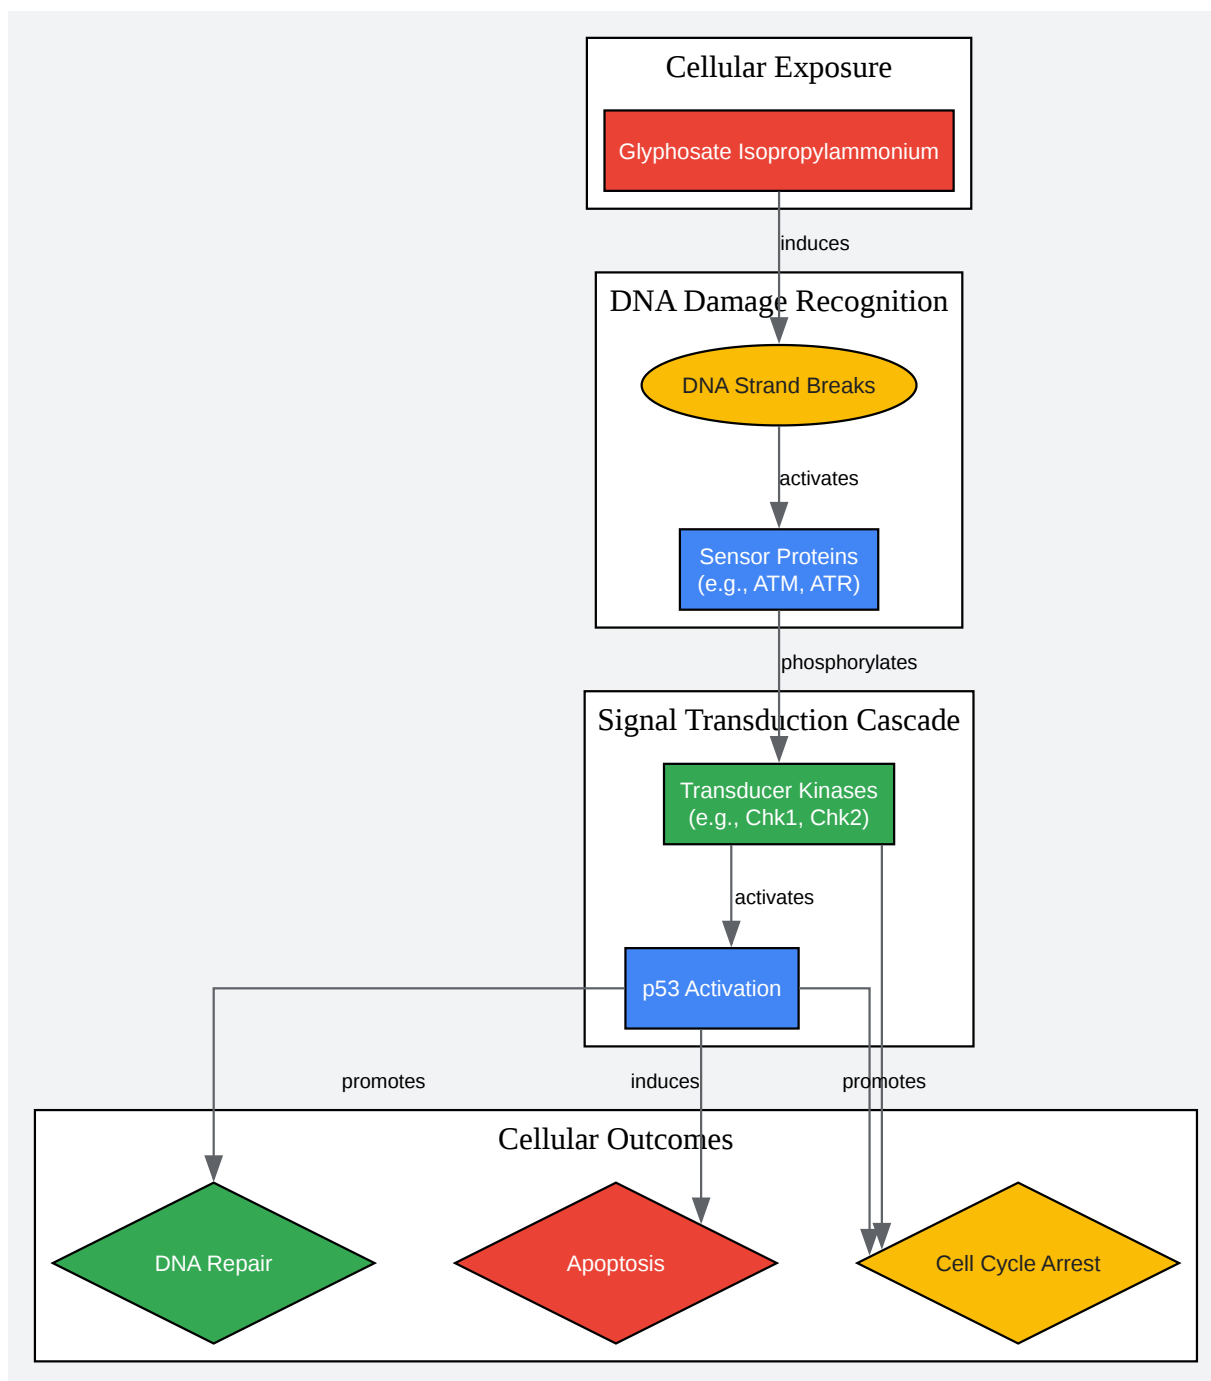 Cellular Exposure
Glyphosate Isopropylammonium
induces
DNA Damage Recognition
DNA Strand Breaks
activates
Sensor Proteins
(e.g., ATM, ATR)
phosphorylates
Signal Transduction Cascade
Transducer Kinases
(e.g., Chk1, Chk2)
activates
p53 Activation
promotes
induces
promotes
Cellular Outcomes
DNA Repair
Apoptosis
Cell Cycle Arrest